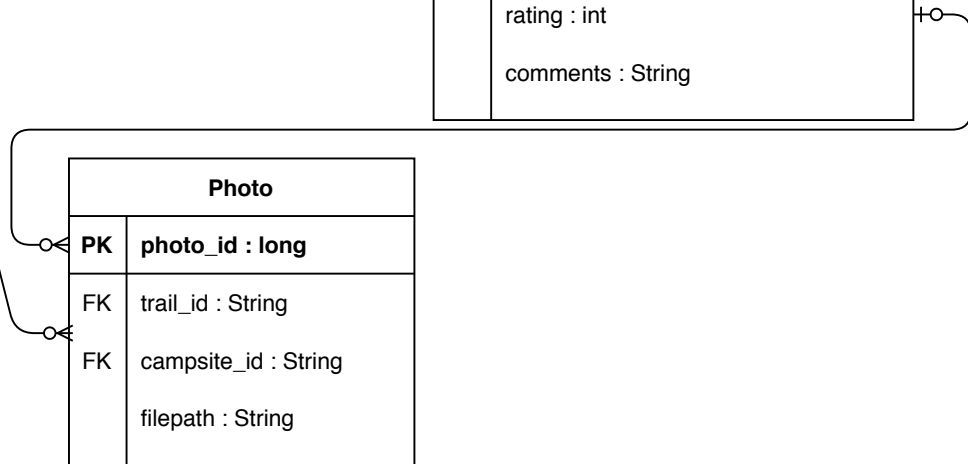 rating : int
comments : String
Photo
PK photo_id : long
FK trail_id : String
FK campsite_id : String
filepath : String